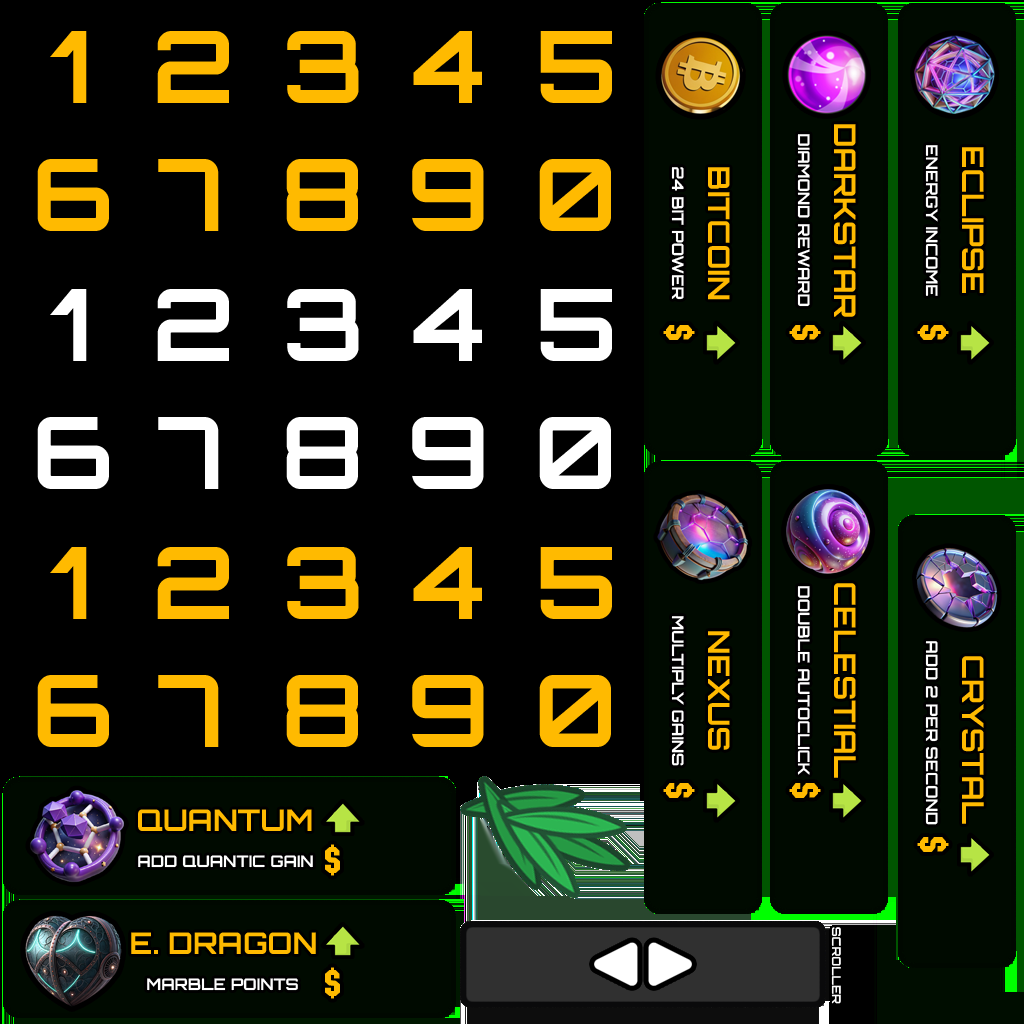 1 2 3 4 5
6 7 8 9 0
1 2 3 4 5
6 7 8 9 0
1 2 3 4 5
6 7 8 9 0
BITCOIN
24 BIT POWER
$
DARKSTAR
DIAMOND REWARD
$
ECLIPSE
ENERGY INCOME
$
NEXUS
MULTIPLY GAINS
$
CELESTIAL
DOUBLE AUTOCLICK
$
CRYSTAL
ADD 2 PER SECOND
$
QUANTUM
ADD QUANTIC GAIN $
E. DRAGON
MARBLE POINTS $
SCROLLER